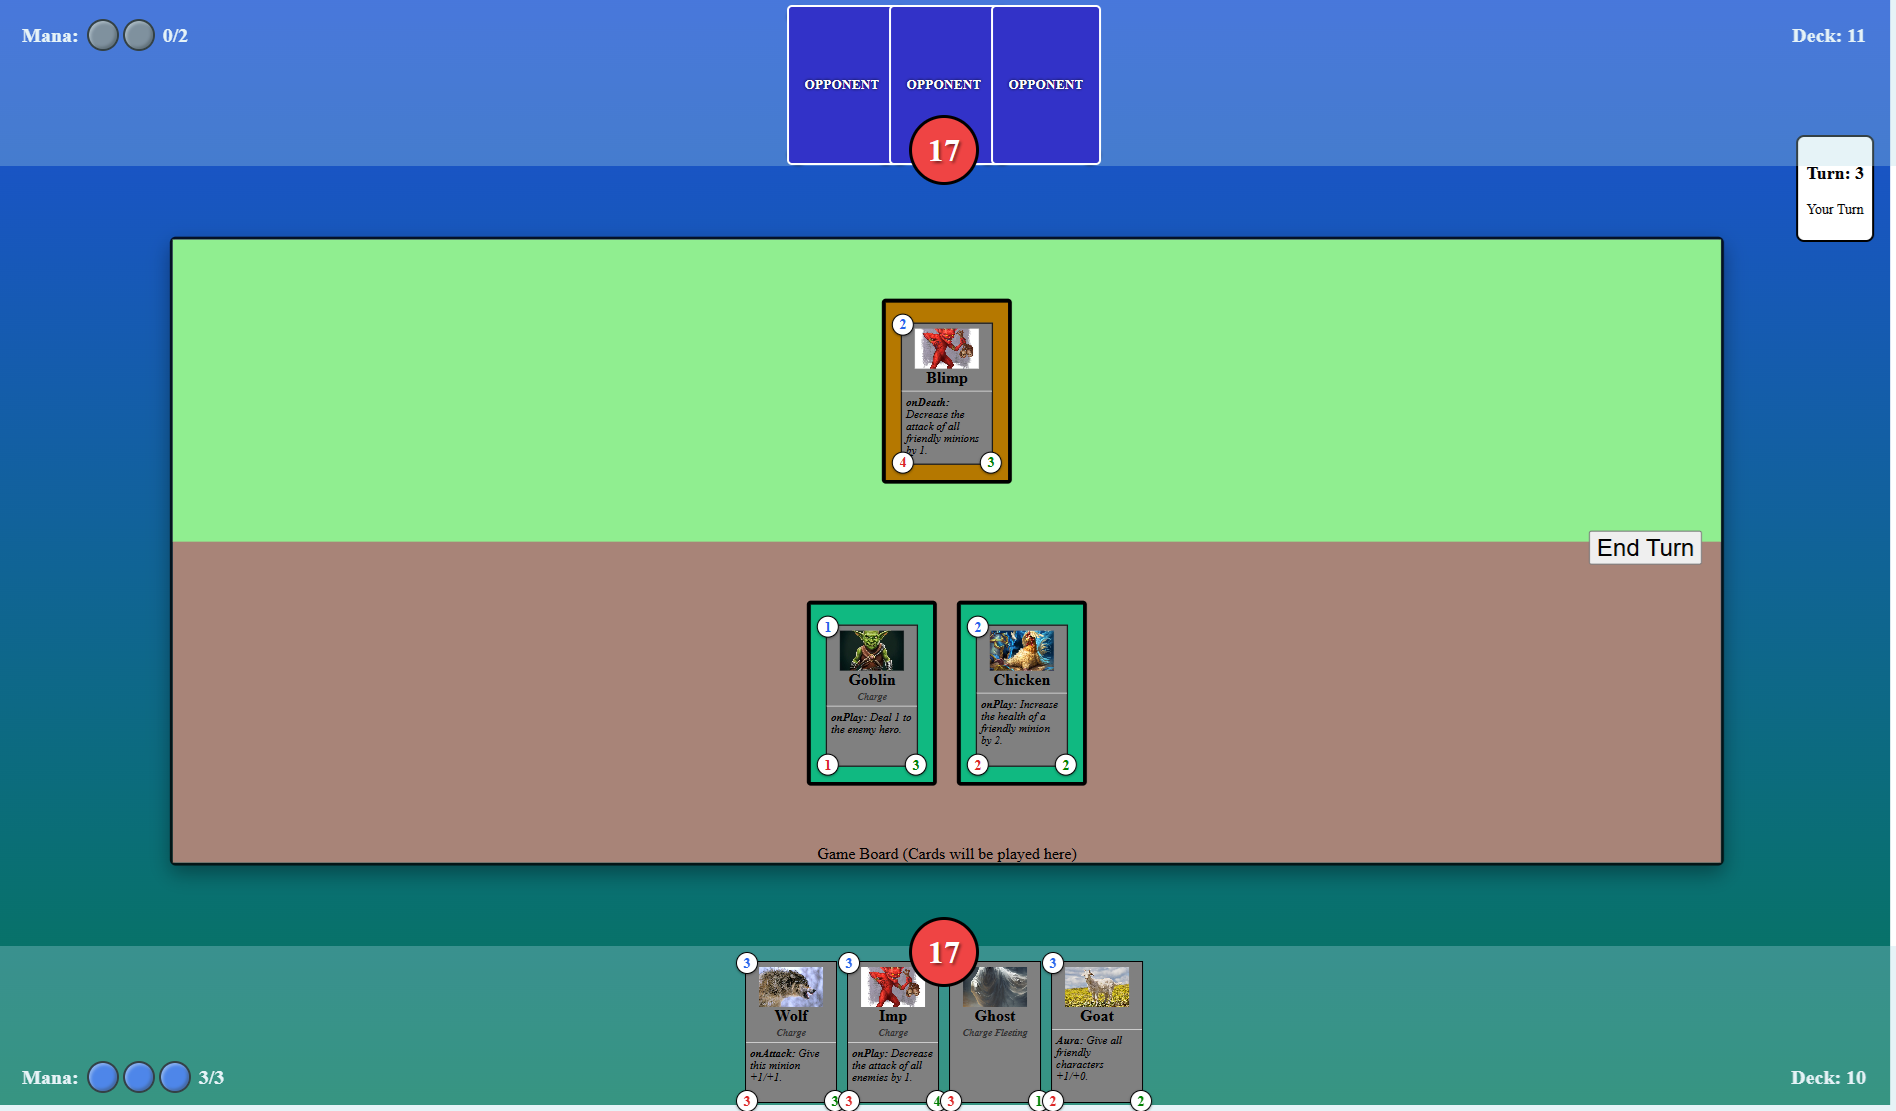 Mana: 0/2
Deck: 11
OPPONENT
OPPONENT
OPPONENT
17
Turn: 3
Your Turn
2
Blimp
onDeath:
Decrease the
attack of all
friendly minions
by 1.
4
3
End Turn
1
Goblin
Charge
onPlay: Deal 1 to
the enemy hero.
1
3
2
Chicken
onPlay: Increase
the health of a
friendly minion
by 2.
2
2
Game Board (Cards will be played here)
17
3
Wolf
Charge
onAttack: Give
this minion
+1/+1.
3
3
3
Imp
Charge
onPlay: Decrease
the attack of all
enemies by 1.
3
4
Ghost
Charge Fleeting
3
1
3
Goat
Aura: Give all
friendly
characters
+1/+0.
2
2
Mana: 3/3
Deck: 10